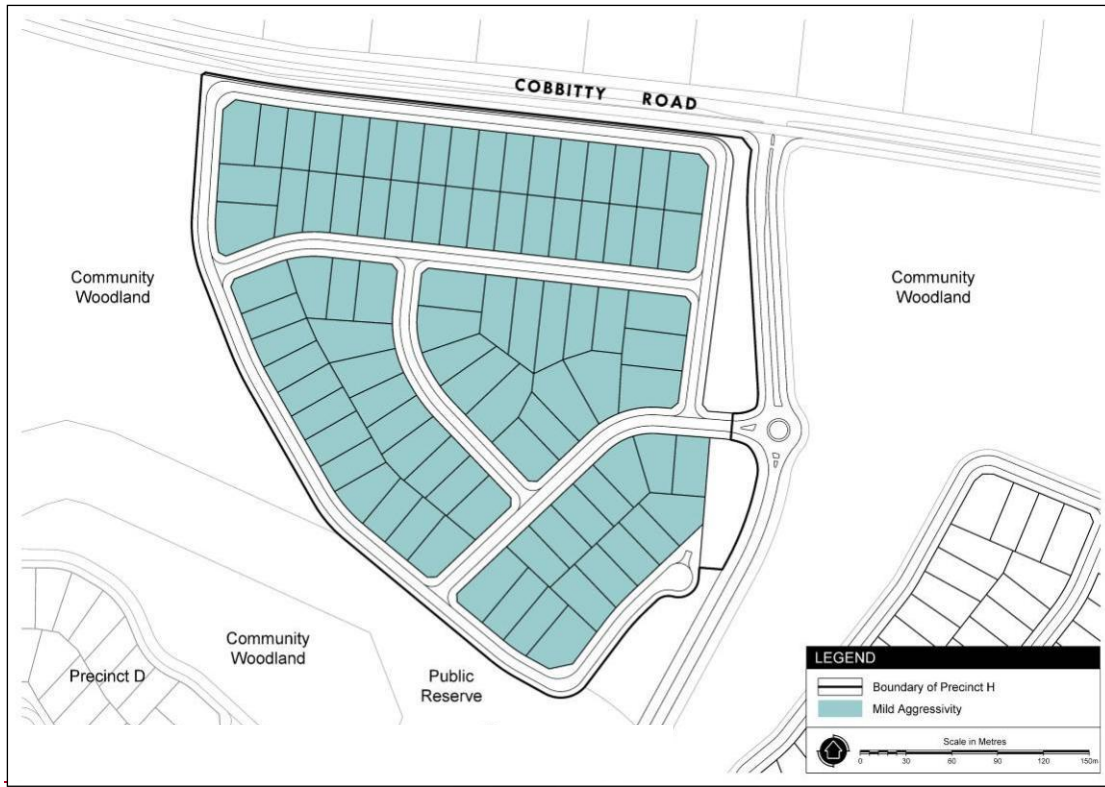 COBBITTY ROAD
Community
Woodland
Community
Woodland
Community
Woodland
Precinct D
Public
Reserve
LEGEND
Boundary of Precinct H
Mild Aggressivity
Scale in Metres
0 30 60 90 120 150m